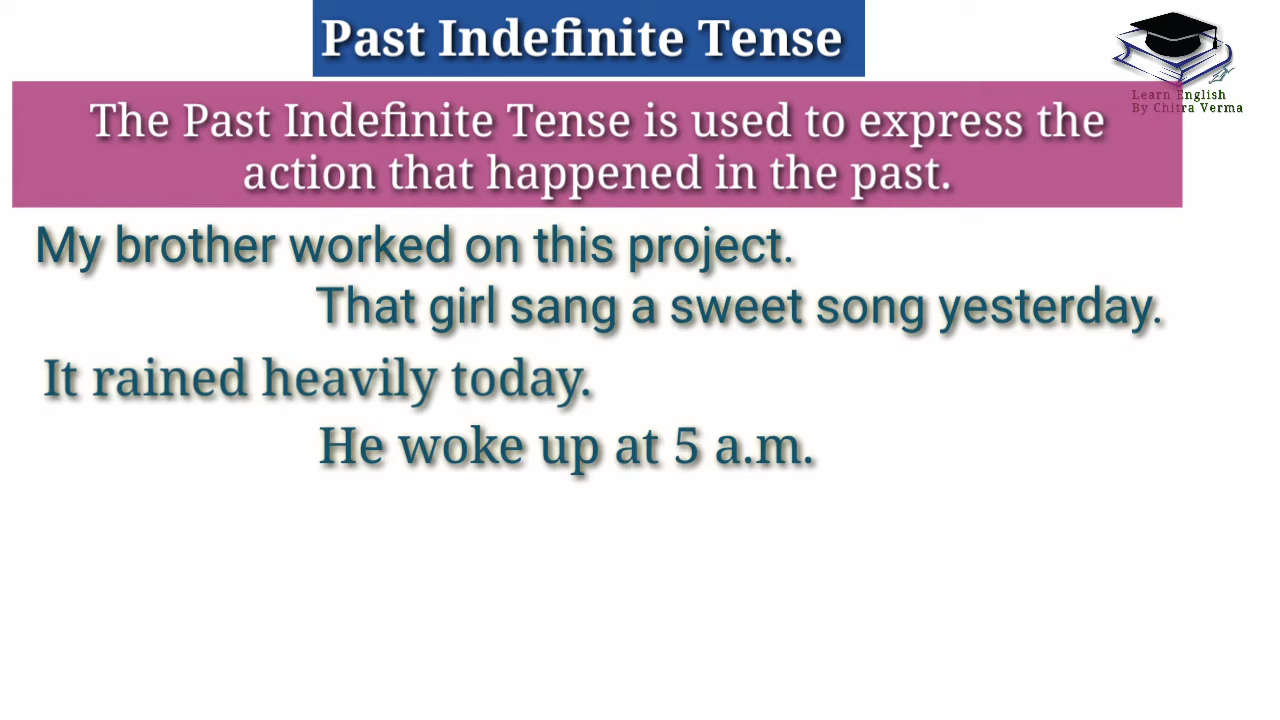 Past Indefinite Tense
Learn English
By Chitra Verma
The Past Indefinite Tense is used to express the
action that happened in the past.
My brother worked on this project.
That girl sang a sweet song yesterday.
It rained heavily today.
He woke up at 5 a.m.